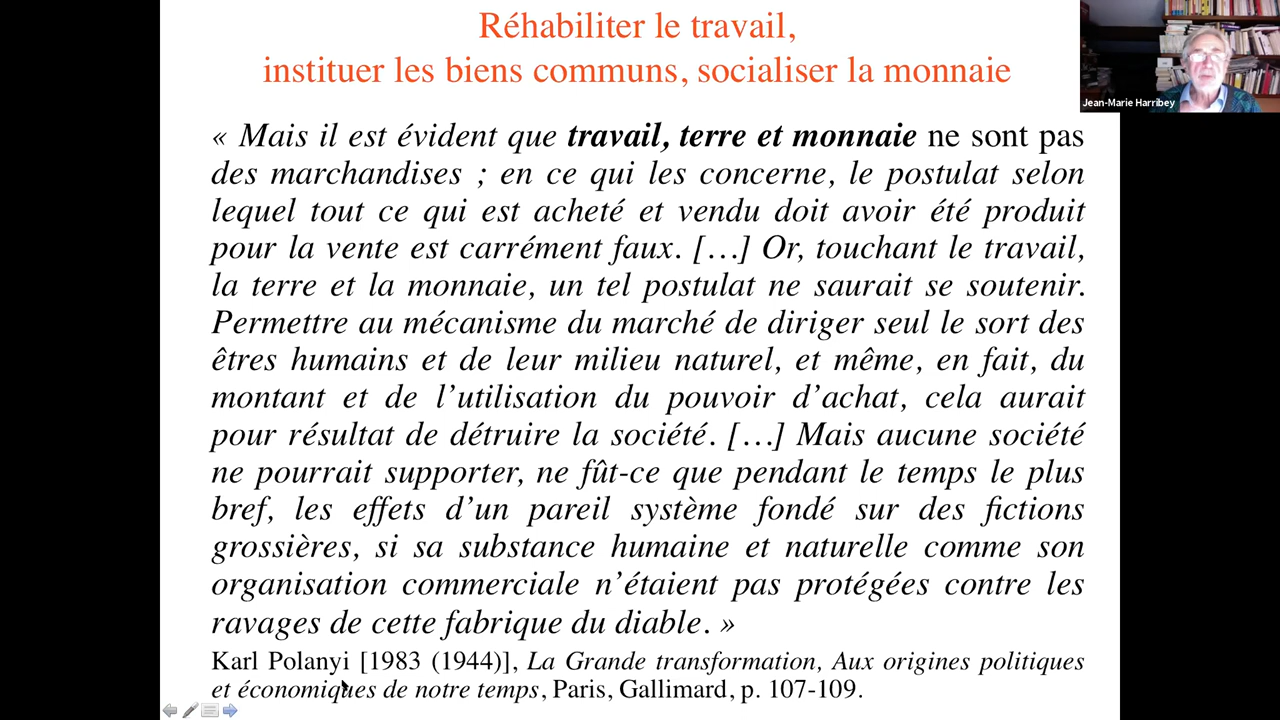 Réhabiliter le travail,
instituer les biens communs, socialiser la monnaie
Jean-Marie Harribey
« Mais il est évident que travail, terre et monnaie ne sont pas
des marchandises ; en ce qui les concerne, le postulat selon
lequel tout ce qui est acheté et vendu doit avoir été produit
pour la vente est carrément faux. […] Or, touchant le travail,
la terre et la monnaie, un tel postulat ne saurait se soutenir.
Permettre au mécanisme du marché de diriger seul le sort des
êtres humains et de leur milieu naturel, et même, en fait, du
montant et de l’utilisation du pouvoir d’achat, cela aurait
pour résultat de détruire la société. […] Mais aucune société
ne pourrait supporter, ne fût-ce que pendant le temps le plus
bref, les effets d’un pareil système fondé sur des fictions
grossières, si sa substance humaine et naturelle comme son
organisation commerciale n’étaient pas protégées contre les
ravages de cette fabrique du diable. »
Karl Polanyi [1983 (1944)], La Grande transformation, Aux origines politiques
et économiques de notre temps, Paris, Gallimard, p. 107-109.